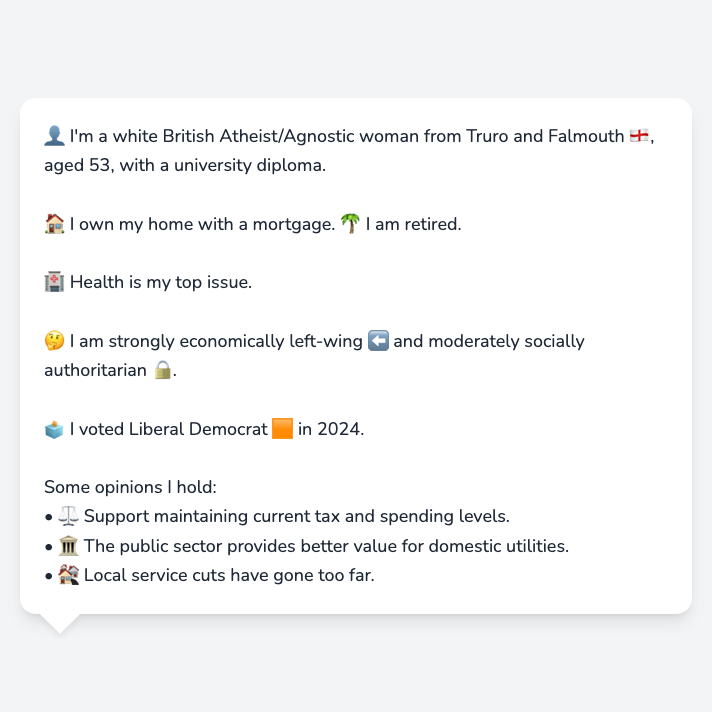 👤 I'm a white British Atheist/Agnostic woman from Truro and Falmouth 🏴󠁧󠁢󠁥󠁮󠁧󠁿,
aged 53, with a university diploma.
🏠 I own my home with a mortgage. 🌴 I am retired.
🏥 Health is my top issue.
🤔 I am strongly economically left-wing ⬅️ and moderately socially
authoritarian 🔒.
🗳️ I voted Liberal Democrat 🟧 in 2024.
Some opinions I hold:
• ⚖️ Support maintaining current tax and spending levels.
• 🏛️ The public sector provides better value for domestic utilities.
• 🏘️ Local service cuts have gone too far.